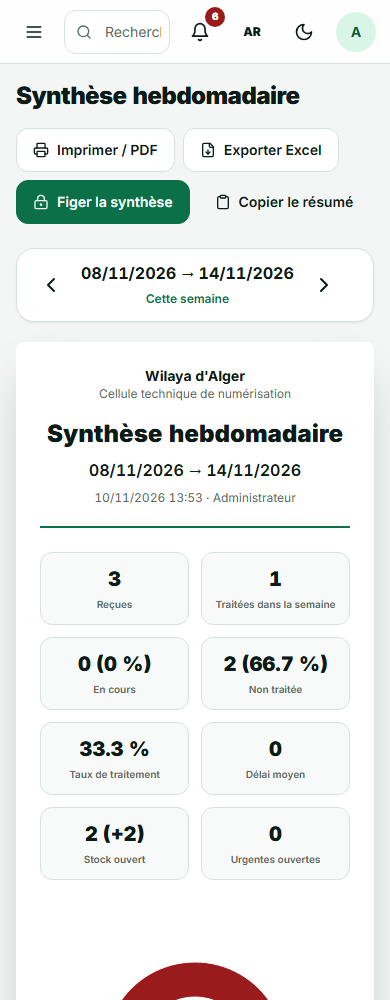 Recherc
6
AR
A
Synthèse hebdomadaire
Imprimer / PDF
Exporter Excel
Figer la synthèse
Copier le résumé
08/11/2026 → 14/11/2026
Cette semaine
Wilaya d'Alger
Cellule technique de numérisation
Synthèse hebdomadaire
08/11/2026 → 14/11/2026
10/11/2026 13:53 · Administrateur
3
Reçues
1
Traitées dans la semaine
0 (0 %)
En cours
2 (66.7 %)
Non traitée
33.3 %
Taux de traitement
0
Délai moyen
2 (+2)
Stock ouvert
0
Urgentes ouvertes